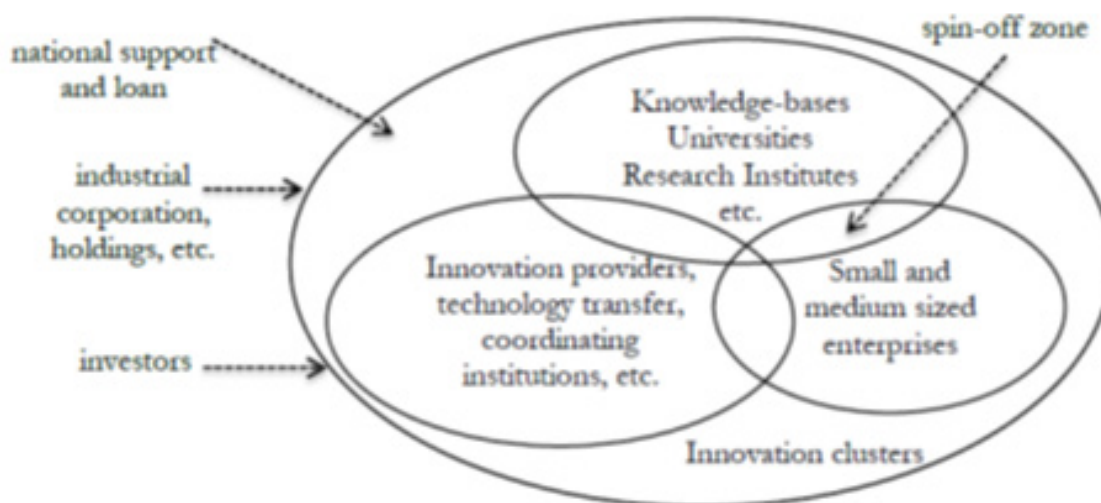 spin-off zone
national support
and loan
Knowledge-bases
Universities
Research Institutes
etc.
industrial
corporation,
holdings, etc.
Innovation providers,
technology transfer,
coordinating
institutions, etc.
Small and
medium sized
enterprises
investors
Innovation clusters